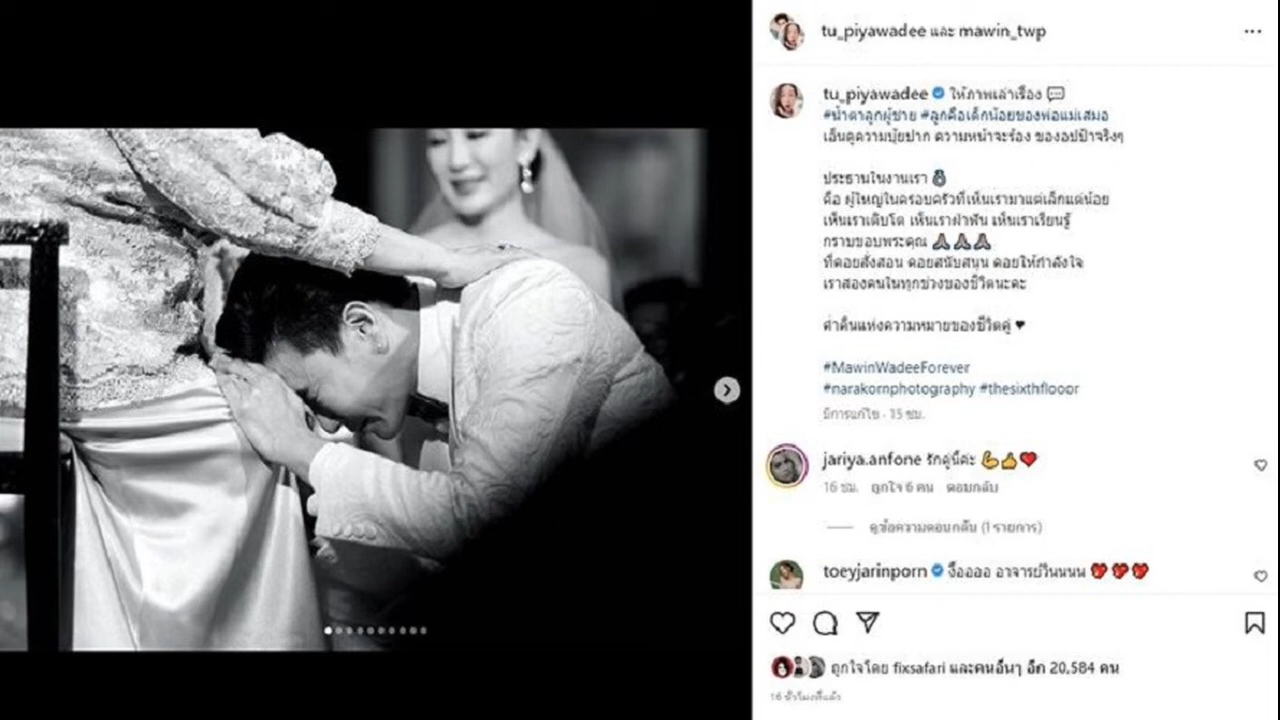 tu_piyawadee และ mawin_twp
tu_piyawadee ให้ภาพเล่าเรื่อง
#น้ำตาลูกผู้ชาย #ลูกคือเด็กน้อยของพ่อแม่เสมอ
เอ็นดูความบุ้ยปาก ความหน้าจะร้อง ของอปป้าจริงๆ
ประธานในงานเรา
คือ ผู้ใหญ่ในครอบครัวที่เห็นเรามาแต่เล็กแต่น้อย
เห็นเราเติบโต เห็นเราฝ่าฟัน เห็นเราเรียนรู้
กราบขอบพระคุณ 🙏🙏🙏
ที่คอยสั่งสอน คอยสนับสนุน คอยให้กำลังใจ
เราสองคนในทุกช่วงของชีวิตนะคะ
ค่ำคืนแห่งความหมายของชีวิตคู่ ♥
#MawinWadeeForever
#narakornphotography #thesixthflooor
มีการแก้ไข · 15 ชม.
jariya.anfone รักคู่นี้ค่ะ 💪👍❤️
16 ชม. ถูกใจ 6 คน ตอบกลับ
ดูข้อความตอบกลับ (1 รายการ)
toeyjarinporn งื้ออออ อาจารย์วินนนน
ถูกใจโดย fixsafari และคนอื่นๆ อีก 20,584 คน
16 ชั่วโมงที่แล้ว